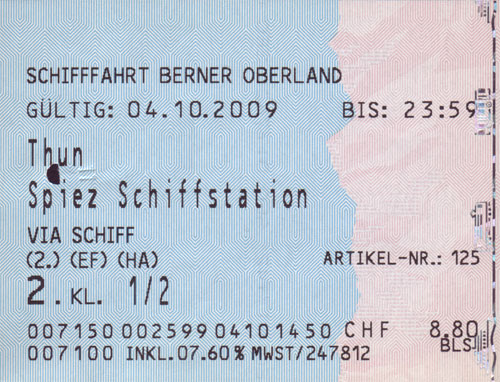 SCHIFFFAHRT BERNER OBERLAND
GÜLTIG: 04.10.2009 BIS: 23:59
Thun
Spiez Schiffstation
VIA SCHIFF
(2.) (EF) (HA) ARTIKEL-NR.: 125
2. KL. 1/2
007150 002599 04101450 CHF 8.80
BLS
007100 INKL.07.60% MWST/247812